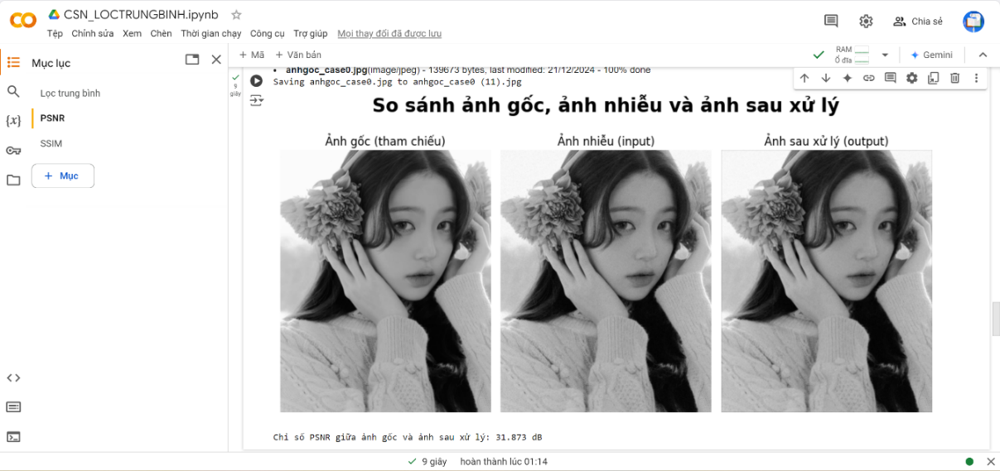 CSN_LOCTRUNGBINH.ipynb
Tệp Chỉnh sửa Xem Chèn Thời gian chạy Công cụ Trợ giúp Mọi thay đổi đã được lưu
Chia sẻ
Mục lục
+ Mã + Văn bản
RAM
Ổ đĩa
Gemini
Lọc trung bình
PSNR
SSIM
+ Mục
9
giây
• anhgoc_case0.jpg(image/jpeg) - 139673 bytes, last modified: 21/12/2024 - 100% done
Saving anhgoc_case0.jpg to anhgoc_case0 (11).jpg
So sánh ảnh gốc, ảnh nhiễu và ảnh sau xử lý
Ảnh gốc (tham chiếu) Ảnh nhiễu (input) Ảnh sau xử lý (output)
Chỉ số PSNR giữa ảnh gốc và ảnh sau xử lý: 31.873 dB
9 giây hoàn thành lúc 01:14